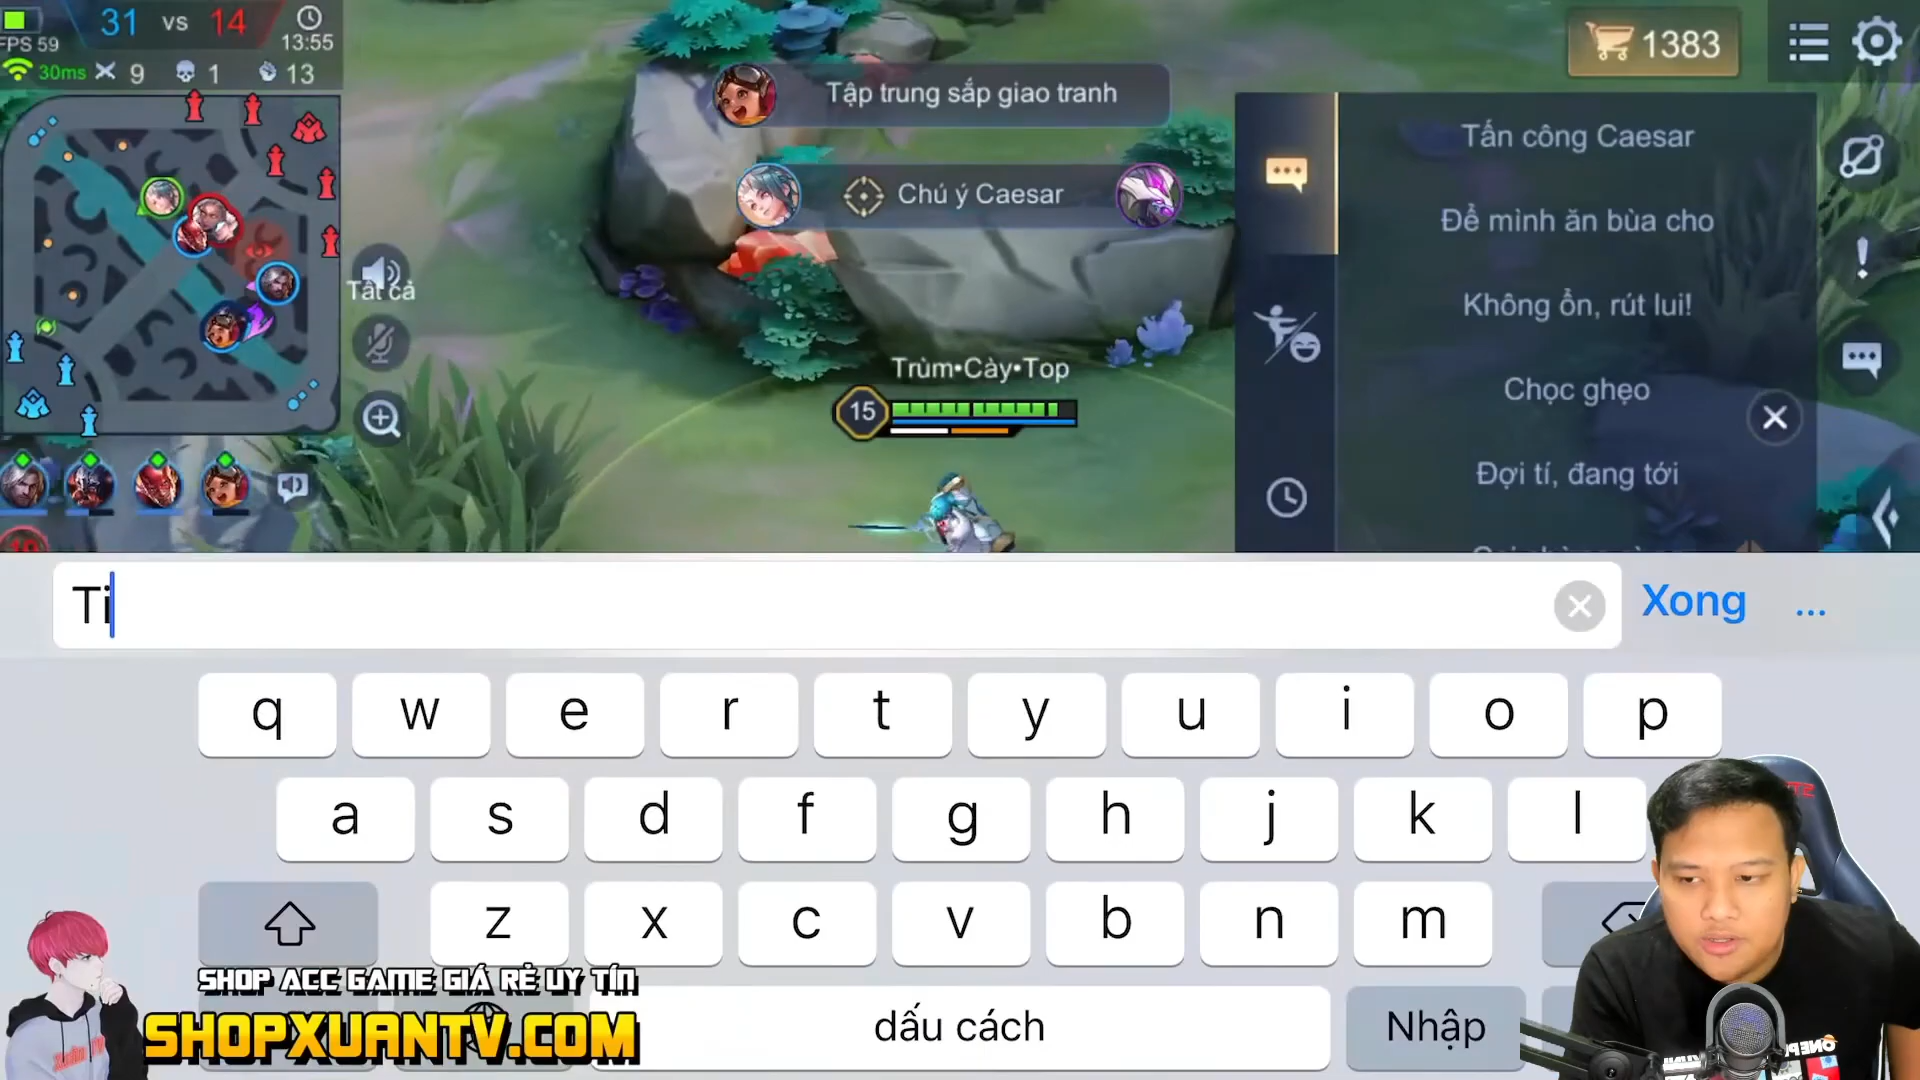 31 vs 14
13:55
FPS 59
30ms 9 1 13
1383
Tập trung sắp giao tranh
Chú ý Caesar
Tất cả
Trùm•Cày•Top
15
Tấn công Caesar
Để mình ăn bùa cho
Không ổn, rút lui!
Chọc ghẹo
Đợi tí, đang tới
Ti
Xong ...
q w e r t y u i o p
a s d f g h j k l
z x c v b n m
dấu cách
Nhập
SHOP ACC GAME GIÁ RẺ UY TÍN
SHOPXUANTV.COM